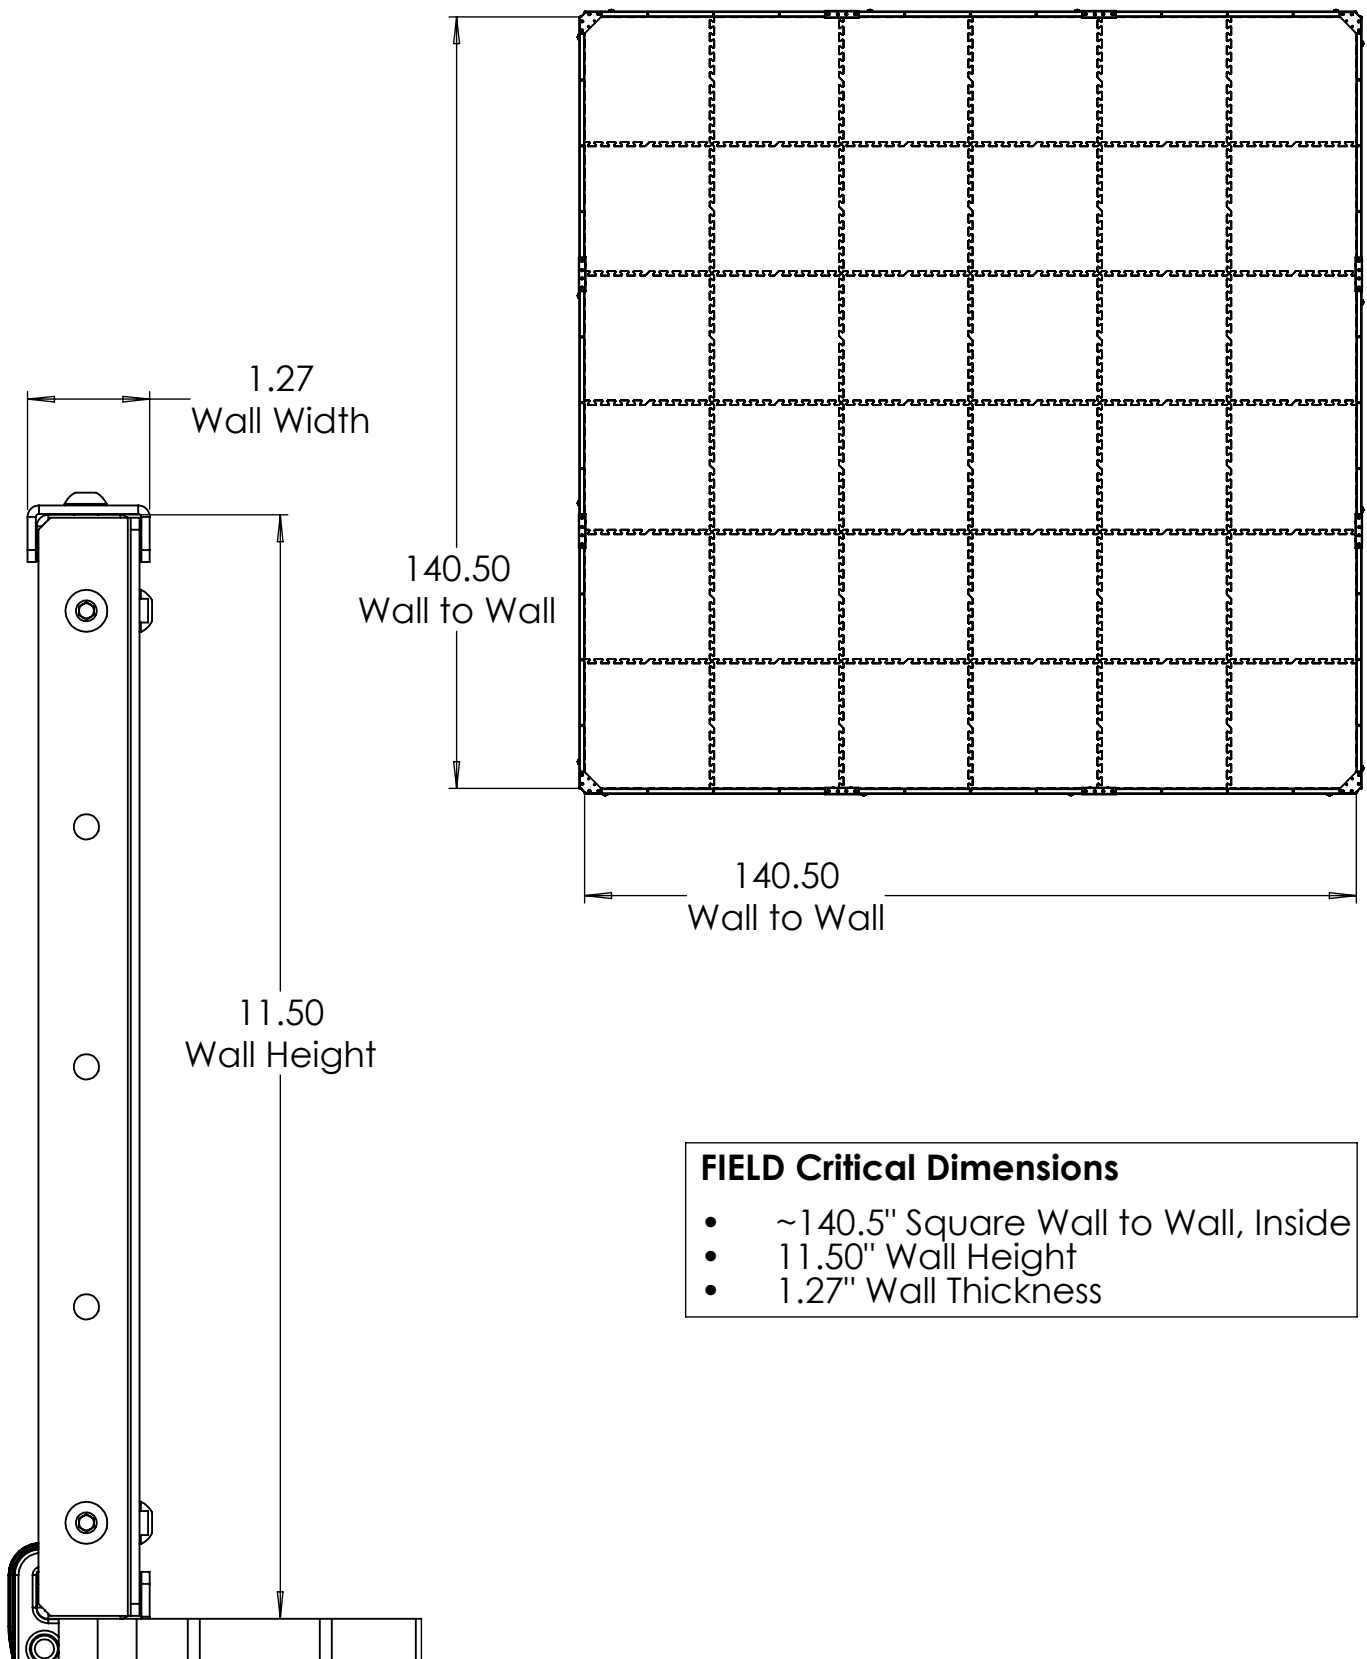 1.27
Wall Width
140.50
Wall to Wall
140.50
Wall to Wall
11.50
Wall Height
FIELD Critical Dimensions
• ~140.5" Square Wall to Wall, Inside
• 11.50" Wall Height
• 1.27" Wall Thickness